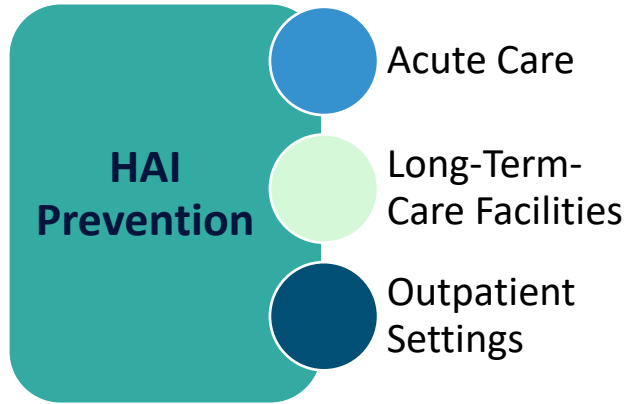 HAI
Prevention
Acute Care
Long-Term-
Care Facilities
Outpatient
Settings